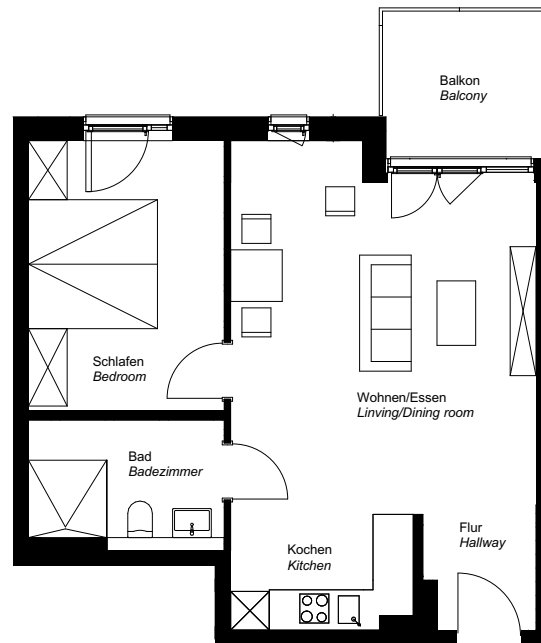 Balkon
Balcony
Schlafen
Bedroom
Wohnen/Essen
Linving/Dining room
Bad
Badezimmer
Flur
Hallway
Kochen
Kitchen